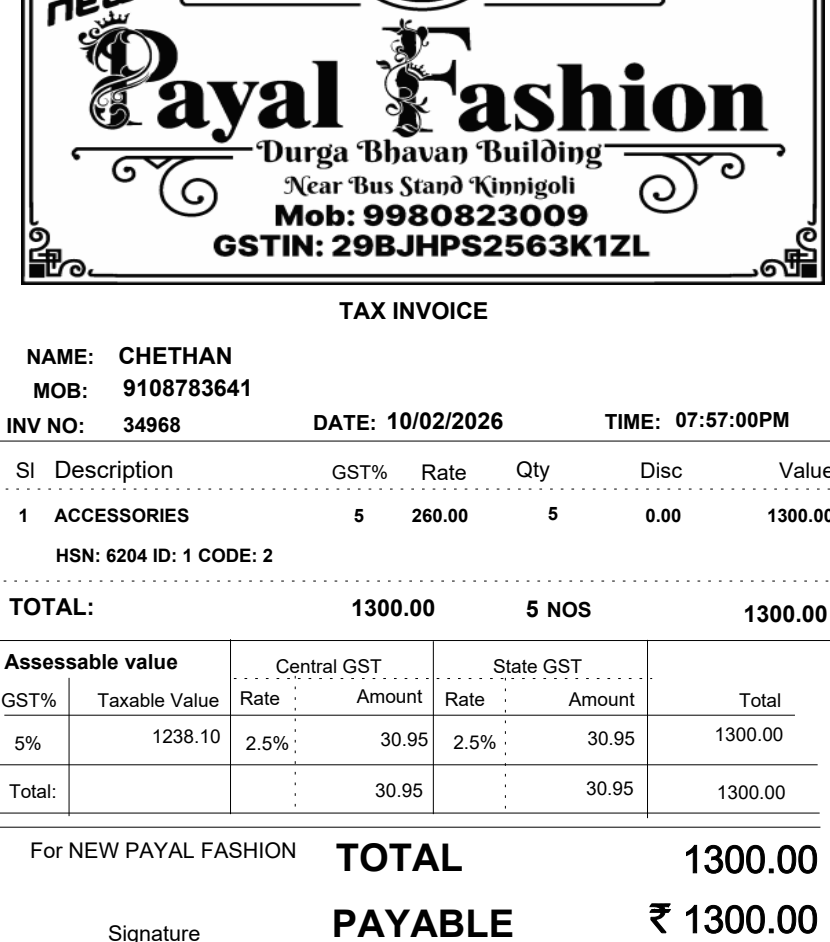 new
Payal Fashion
Durga Bhavan Building
Near Bus Stand Kinnigoli
Mob: 9980823009
GSTIN: 29BJHPS2563K1ZL
TAX INVOICE
NAME: CHETHAN
MOB: 9108783641
INV NO: 34968 DATE: 10/02/2026 TIME: 07:57:00PM
Sl Description GST% Rate Qty Disc Value
1 ACCESSORIES 5 260.00 5 0.00 1300.00
HSN: 6204 ID: 1 CODE: 2
TOTAL: 1300.00 5 NOS 1300.00
Assessable value Central GST State GST
GST% Taxable Value Rate Amount Rate Amount Total
5% 1238.10 2.5% 30.95 2.5% 30.95 1300.00
Total: 30.95 30.95 1300.00
For NEW PAYAL FASHION TOTAL 1300.00
Signature PAYABLE ₹ 1300.00